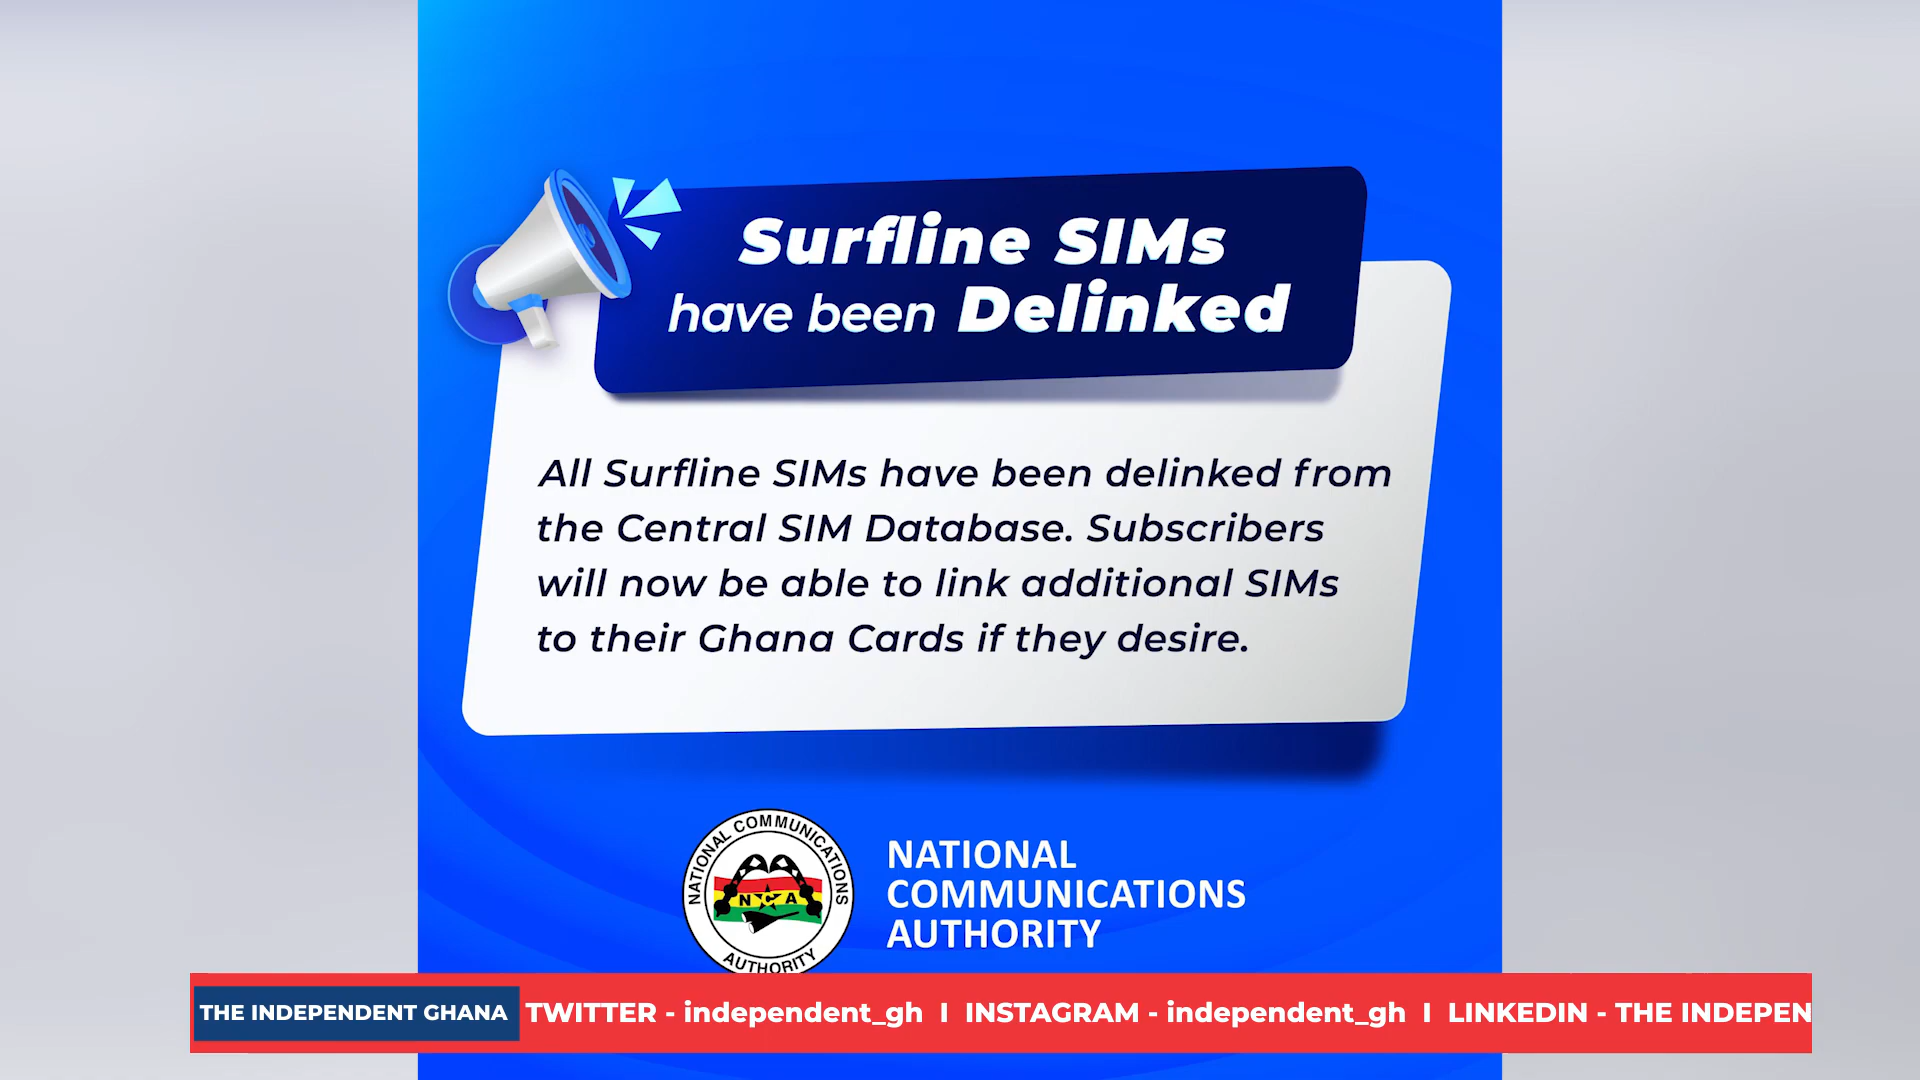 Surfline SIMs
have been Delinked
All Surfline SIMs have been delinked from
the Central SIM Database. Subscribers
will now be able to link additional SIMs
to their Ghana Cards if they desire.
NATIONAL COMMUNICATIONS
NCA
AUTHORITY
NATIONAL
COMMUNICATIONS
AUTHORITY
THE INDEPENDENT GHANA TWITTER - independent_gh I INSTAGRAM - independent_gh I LINKEDIN - THE INDEPEN